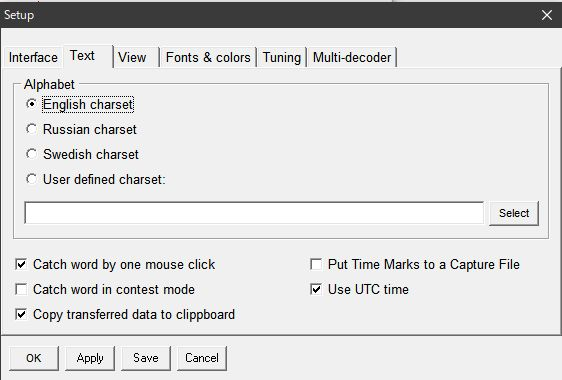 Setup
Interface Text View Fonts & colors Tuning Multi-decoder
Alphabet
English charset
Russian charset
Swedish charset
User defined charset:
Select
Catch word by one mouse click Put Time Marks to a Capture File
Catch word in contest mode Use UTC time
Copy transferred data to clippboard
OK Apply Save Cancel